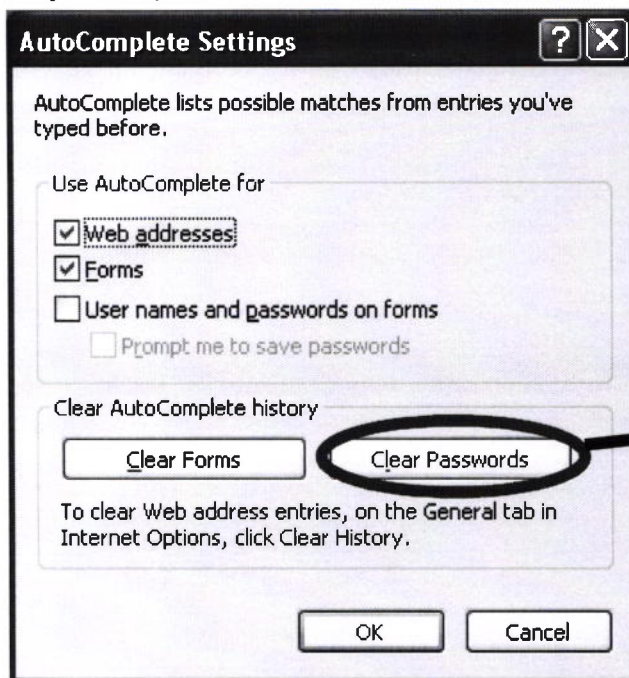 AutoComplete Settings
AutoComplete lists possible matches from entries you've
typed before.
Use AutoComplete for
Web addresses
Forms
User names and passwords on forms
Prompt me to save passwords
Clear AutoComplete history
Clear Forms
Clear Passwords
To clear Web address entries, on the General tab in
Internet Options, click Clear History.
OK
Cancel